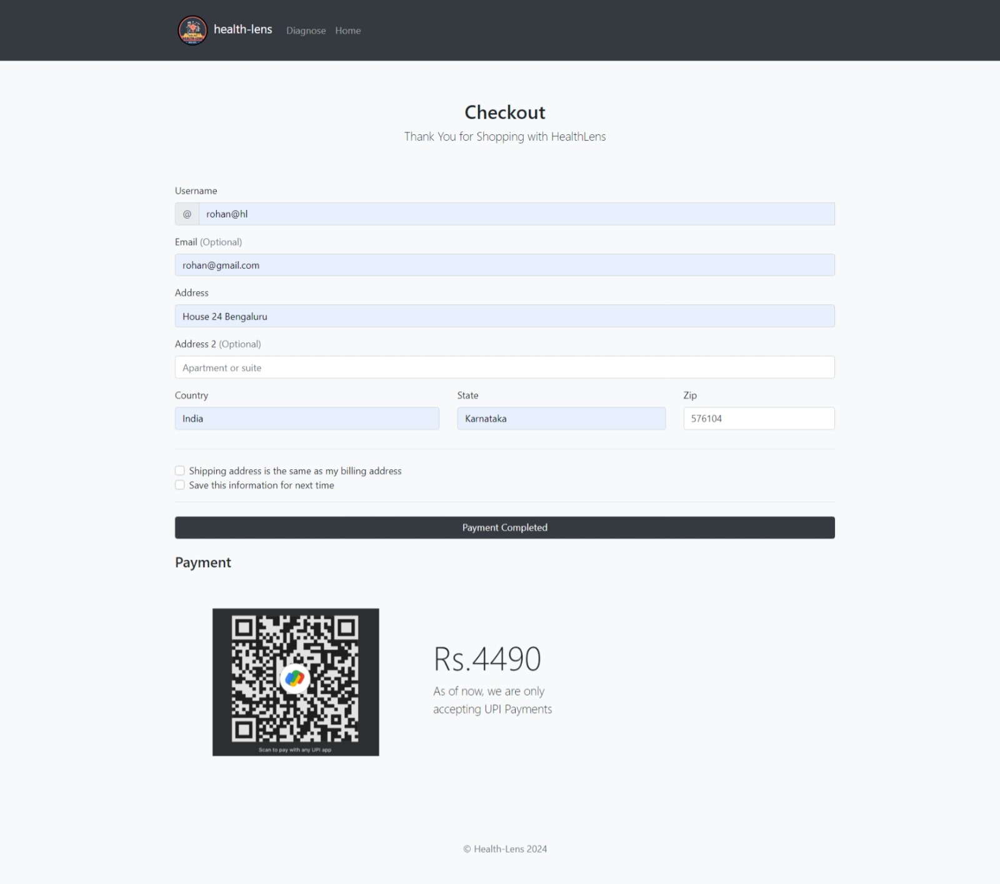 health-lens Diagnose Home
Checkout
Thank You for Shopping with HealthLens
Username
@ rohan@hl
Email (Optional)
rohan@gmail.com
Address
House 24 Bengaluru
Address 2 (Optional)
Apartment or suite
Country State Zip
India Karnataka 576104
Shipping address is the same as my billing address
Save this information for next time
Payment Completed
Payment
Scan to pay with any UPI app
Rs.4490
As of now, we are only
accepting UPI Payments
© Health-Lens 2024